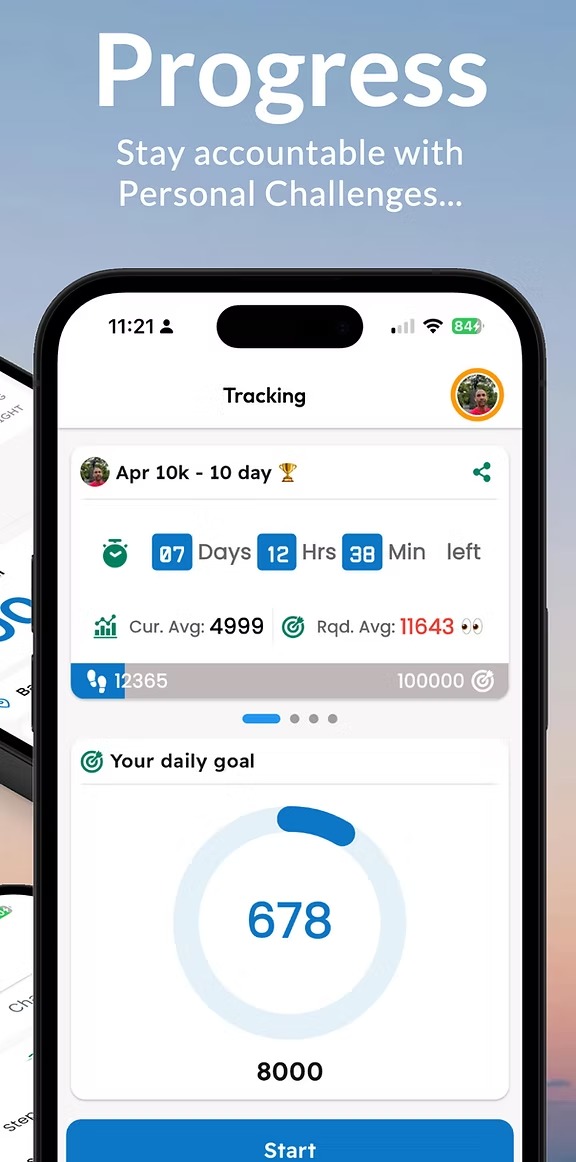 Progress
Stay accountable with
Personal Challenges...
11:21
84
Tracking
Apr 10k - 10 day 🏆
07 Days 12 Hrs 38 Min left
Cur. Avg: 4999 Rqd. Avg: 11643 👀
12365 100000
Your daily goal
678
8000
Start